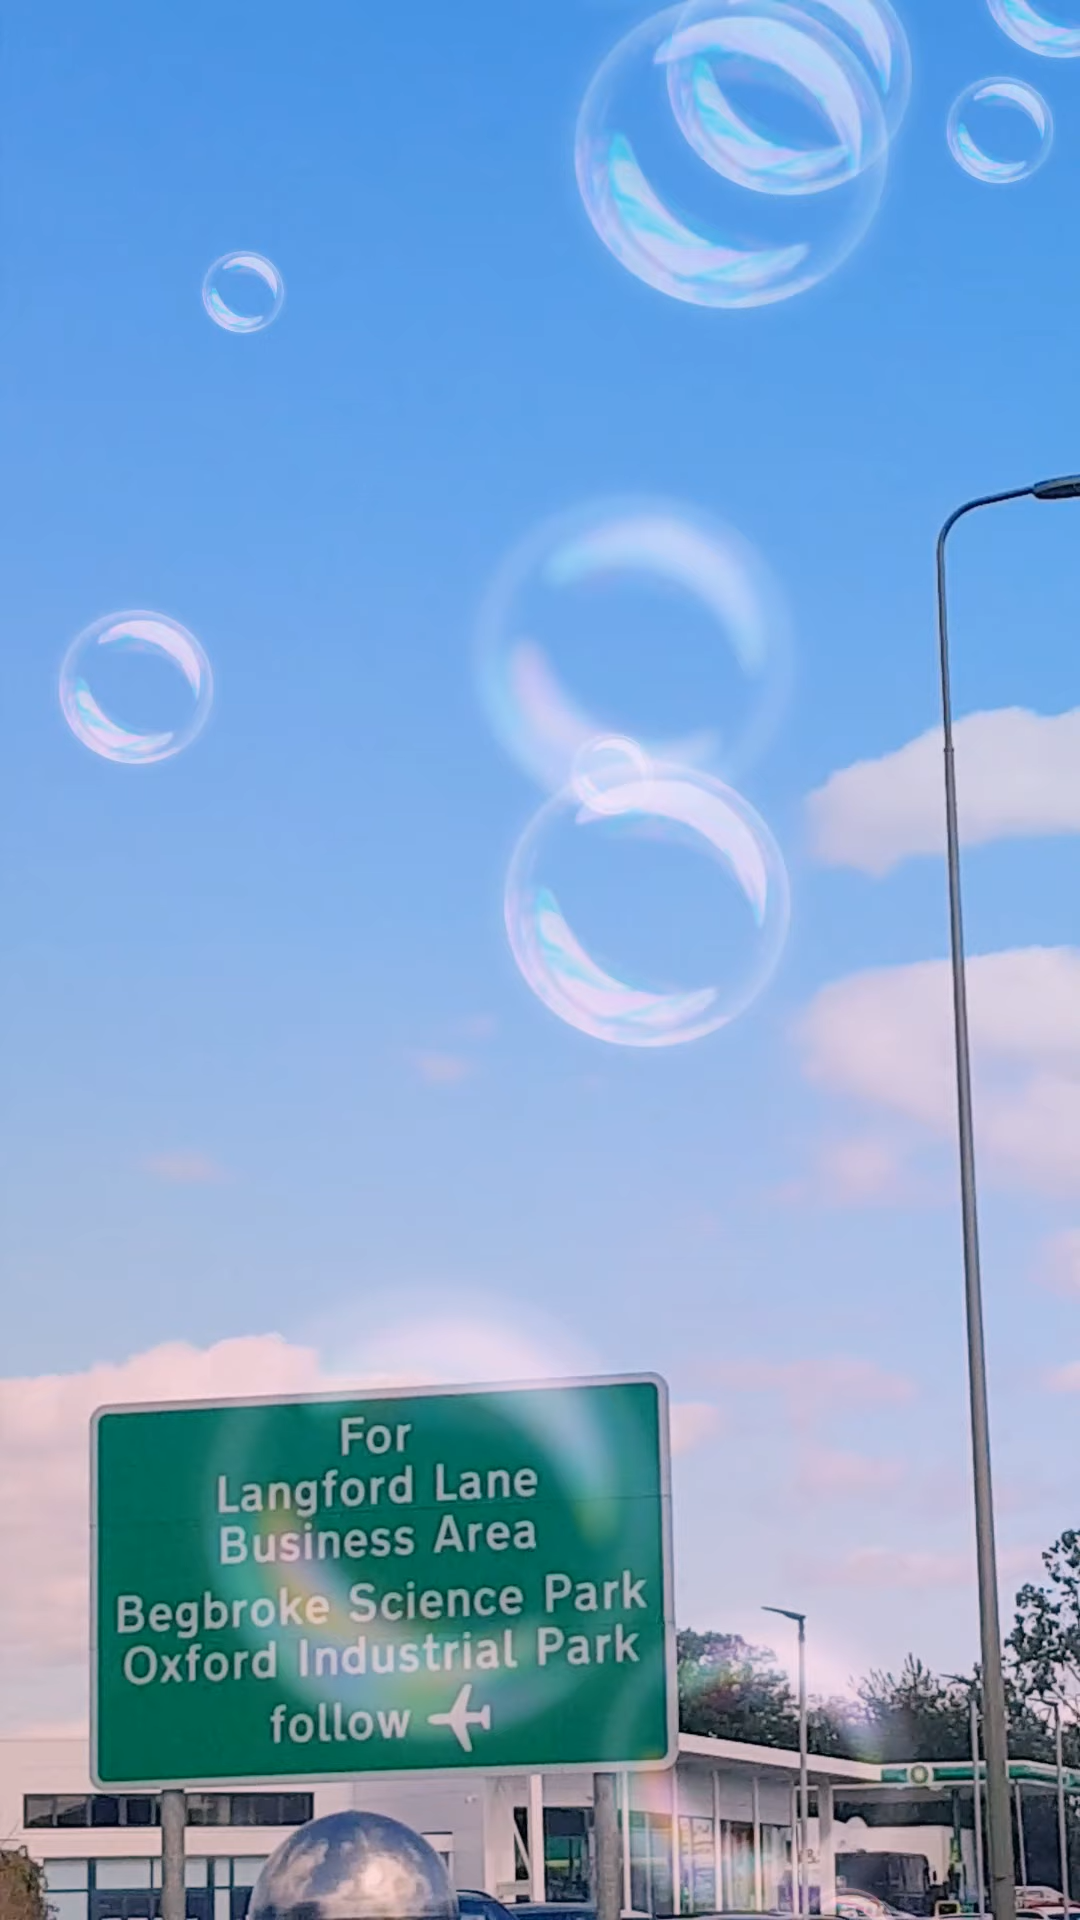 For
Langford Lane
Business Area
Begbroke Science Park
Oxford Industrial Park
follow